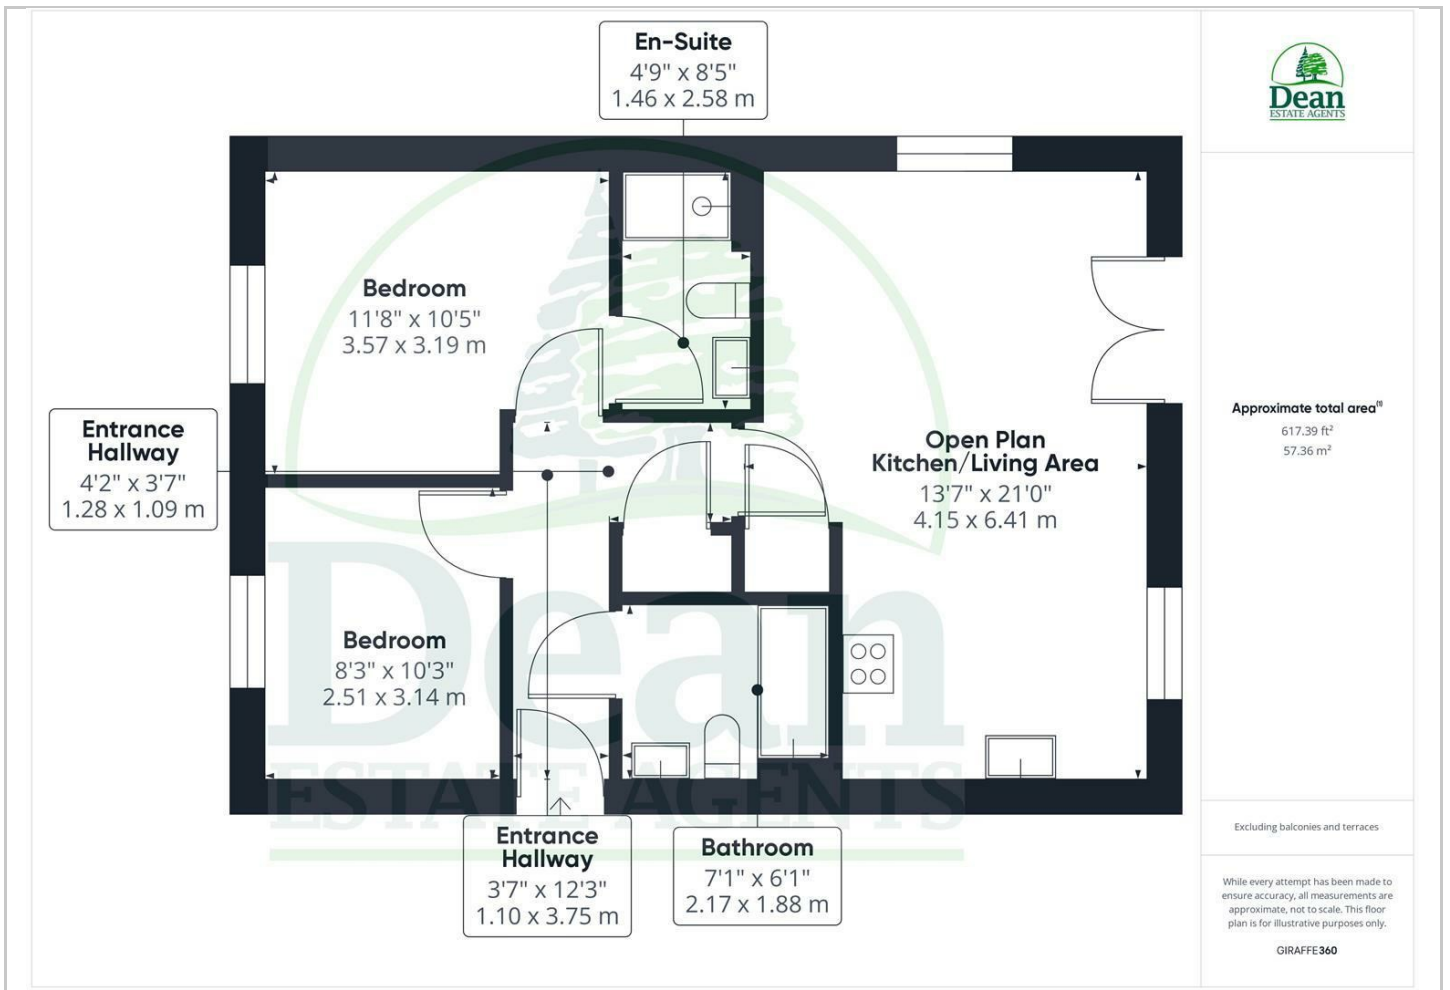 En-Suite
4'9" x 8'5"
1.46 x 2.58 m
Dean
ESTATE AGENTS
Bedroom
11'8" x 10'5"
3.57 x 3.19 m
Entrance
Hallway
4'2" x 3'7"
1.28 x 1.09 m
Open Plan
Kitchen/Living Area
13'7" x 21'0"
4.15 x 6.41 m
Approximate total area⁽¹⁾
617.39 ft²
57.36 m²
Bedroom
8'3" x 10'3"
2.51 x 3.14 m
Dean
ESTATE AGENTS
Entrance
Hallway
3'7" x 12'3"
1.10 x 3.75 m
Bathroom
7'1" x 6'1"
2.17 x 1.88 m
Excluding balconies and terraces
While every attempt has been made to
ensure accuracy, all measurements are
approximate, not to scale. This floor
plan is for illustrative purposes only.
GIRAFFE360